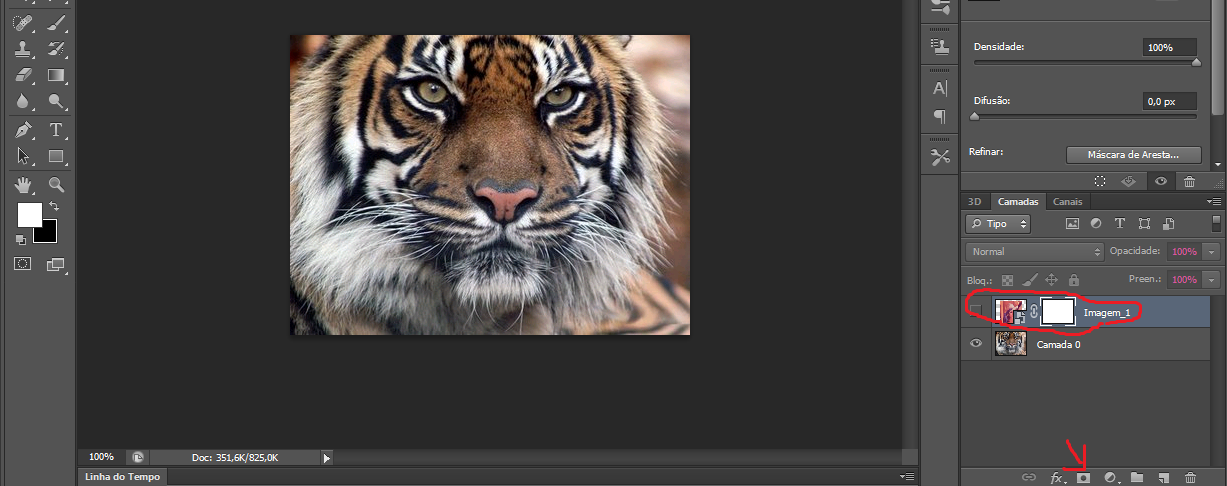 Densidade: 100%
Difusão: 0,0 px
Refinar: Máscara de Aresta...
3D Camadas Canais
Tipo
Normal Opacidade: 100%
Bloq.: Preen.: 100%
Imagem_1
Camada 0
100% Doc: 351,6K/825,0K
Linha do Tempo
fx